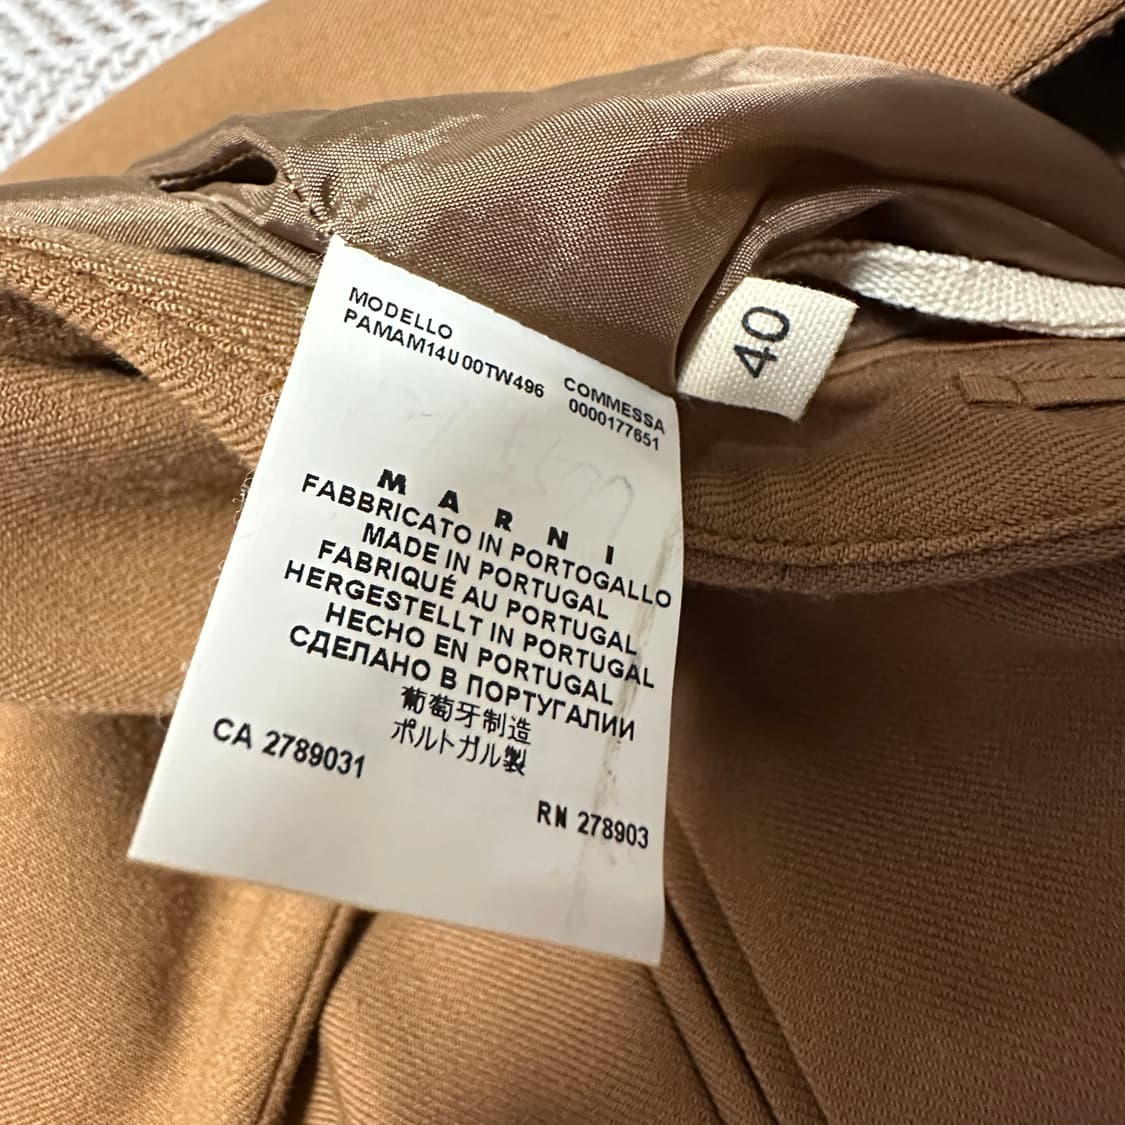 MODELLO
PAMAM14U00TW496
COMMESSA
0000177651
40
MARNI
FABBRICATO IN PORTOGALLO
MADE IN PORTUGAL
FABRIQUÉ AU PORTUGAL
HERGESTELLT IN PORTUGAL
HECHO EN PORTUGAL
СДЕЛАНО В ПОРТУГАЛИИ
葡萄牙制造
ポルトガル製
CA 2789031
RN 278903